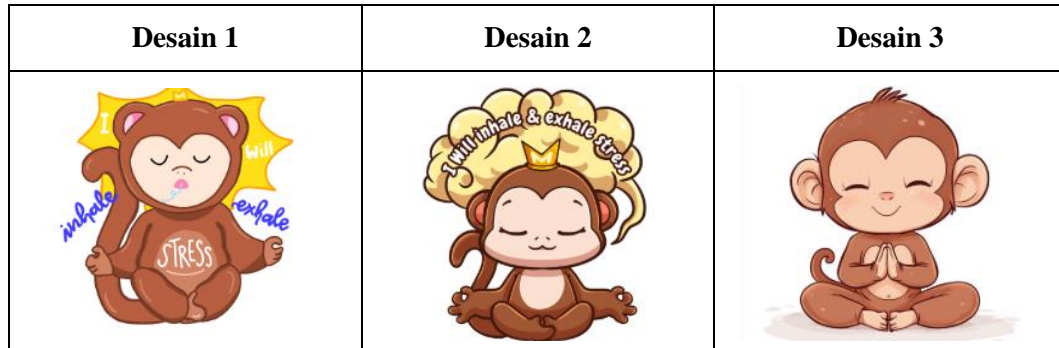 Desain 1
Desain 2
Desain 3
I
Will
inhale
exhale
STRESS
I Will inhale & exhale stress
M